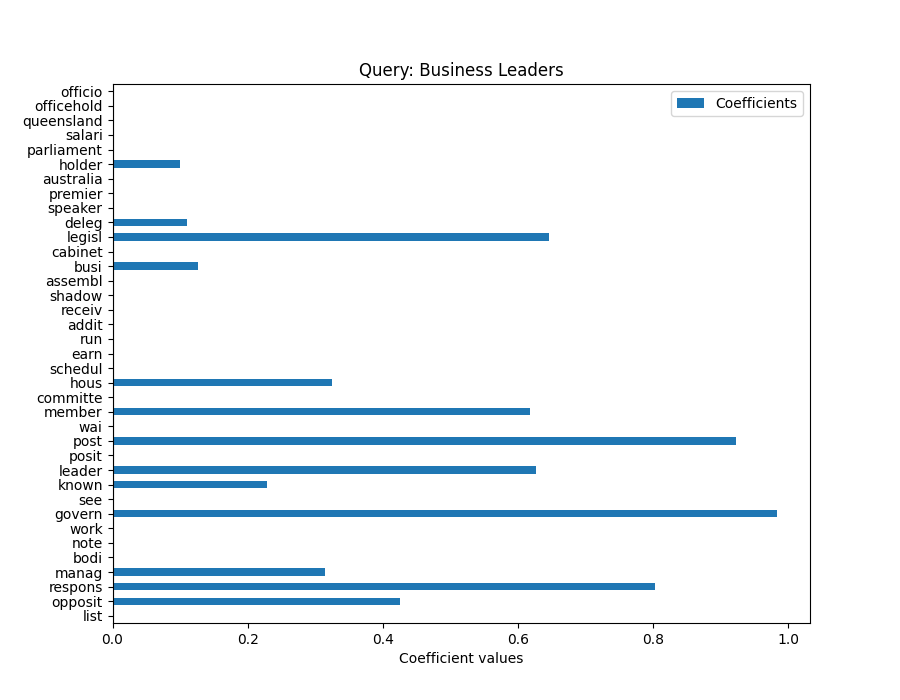 Query: Business Leaders
Coefficients
officio
officehold
queensland
salari
parliament
holder
australia
premier
speaker
deleg
legisl
cabinet
busi
assembl
shadow
receiv
addit
run
earn
schedul
hous
committe
member
wai
post
posit
leader
known
see
govern
work
note
bodi
manag
respons
opposit
list
0.0 0.2 0.4 0.6 0.8 1.0
Coefficient values